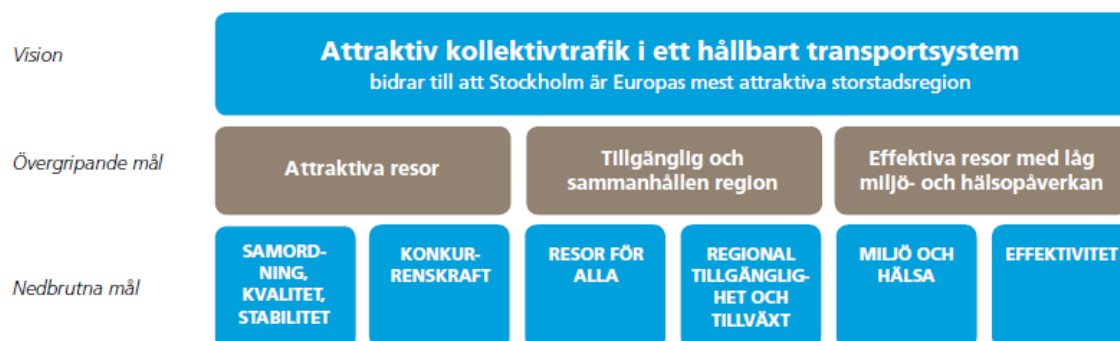 Vision
Attraktiv kollektivtrafik i ett hållbart transportsystem
bidrar till att Stockholm är Europas mest attraktiva storstadsregion
Övergripande mål
Attraktiva resor
Tillgänglig och
sammanhållen region
Effektiva resor med låg
miljö- och hälsopåverkan
Nedbrutna mål
SAMORD-
NING,
KVALITET,
STABILITET
KONKUR-
RENSKRAFT
RESOR FÖR
ALLA
REGIONAL
TILLGÄNGLIG-
HET OCH
TILLVÄXT
MILJÖ OCH
HÄLSA
EFFEKTIVITET